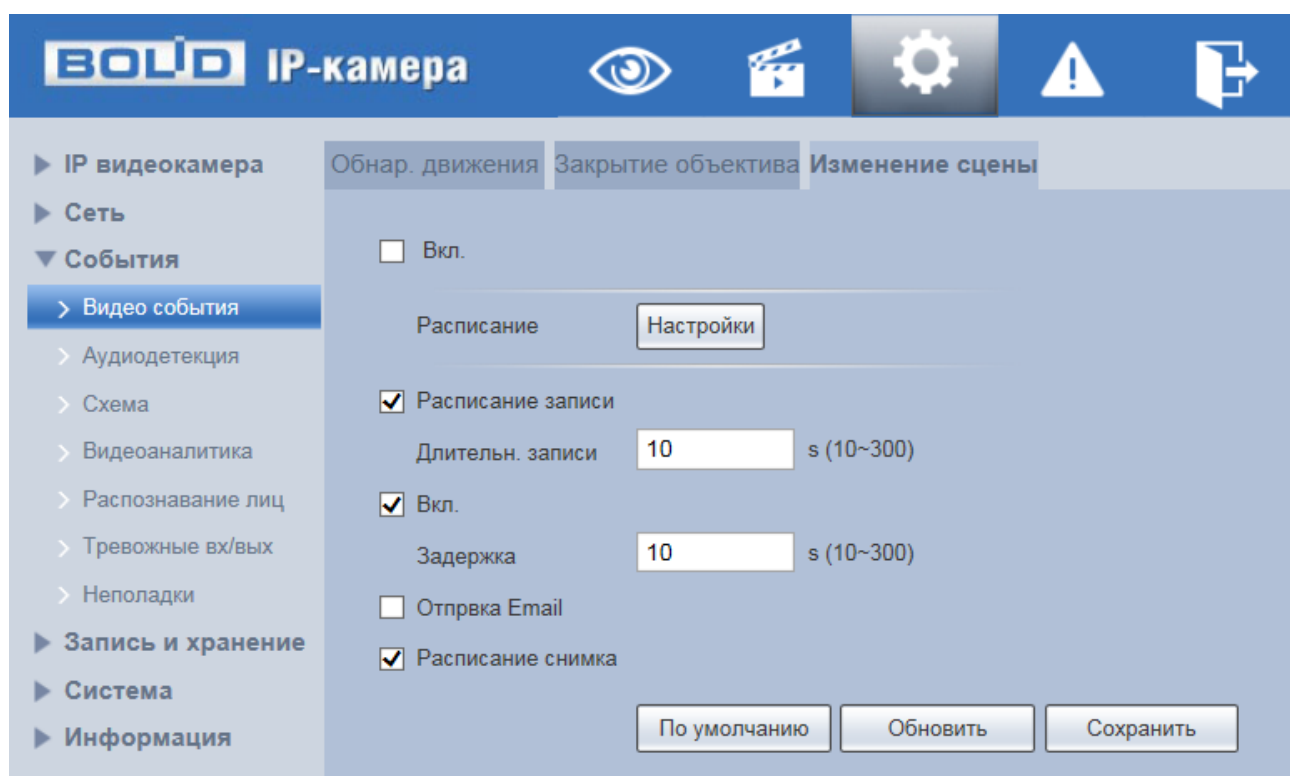 BOLID IP-камера
IP видеокамера
Сеть
События
Видео события
Аудиодетекция
Схема
Видеоаналитика
Распознавание лиц
Тревожные вх/вых
Неполадки
Запись и хранение
Система
Информация
Обнар. движения Закрытие объектива Изменение сцены
Вкл.
Расписание Настройки
Расписание записи
Длительн. записи 10 s (10~300)
Вкл.
Задержка 10 s (10~300)
Отпрвка Email
Расписание снимка
По умолчанию Обновить Сохранить